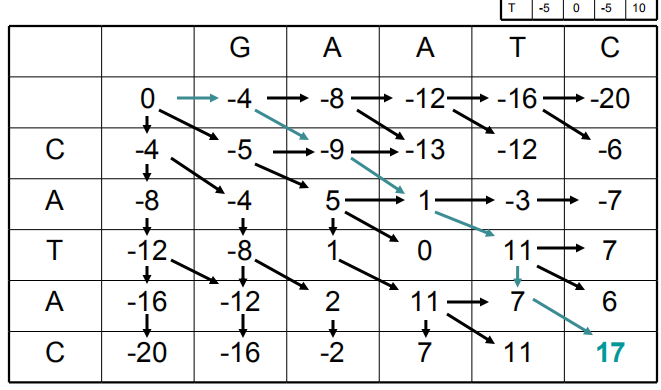 T -5 0 -5 10
G A A T C
0 -4 -8 -12 -16 -20
C -4 -5 -9 -13 -12 -6
A -8 -4 5 1 -3 -7
T -12 -8 1 0 11 7
A -16 -12 2 11 7 6
C -20 -16 -2 7 11 17